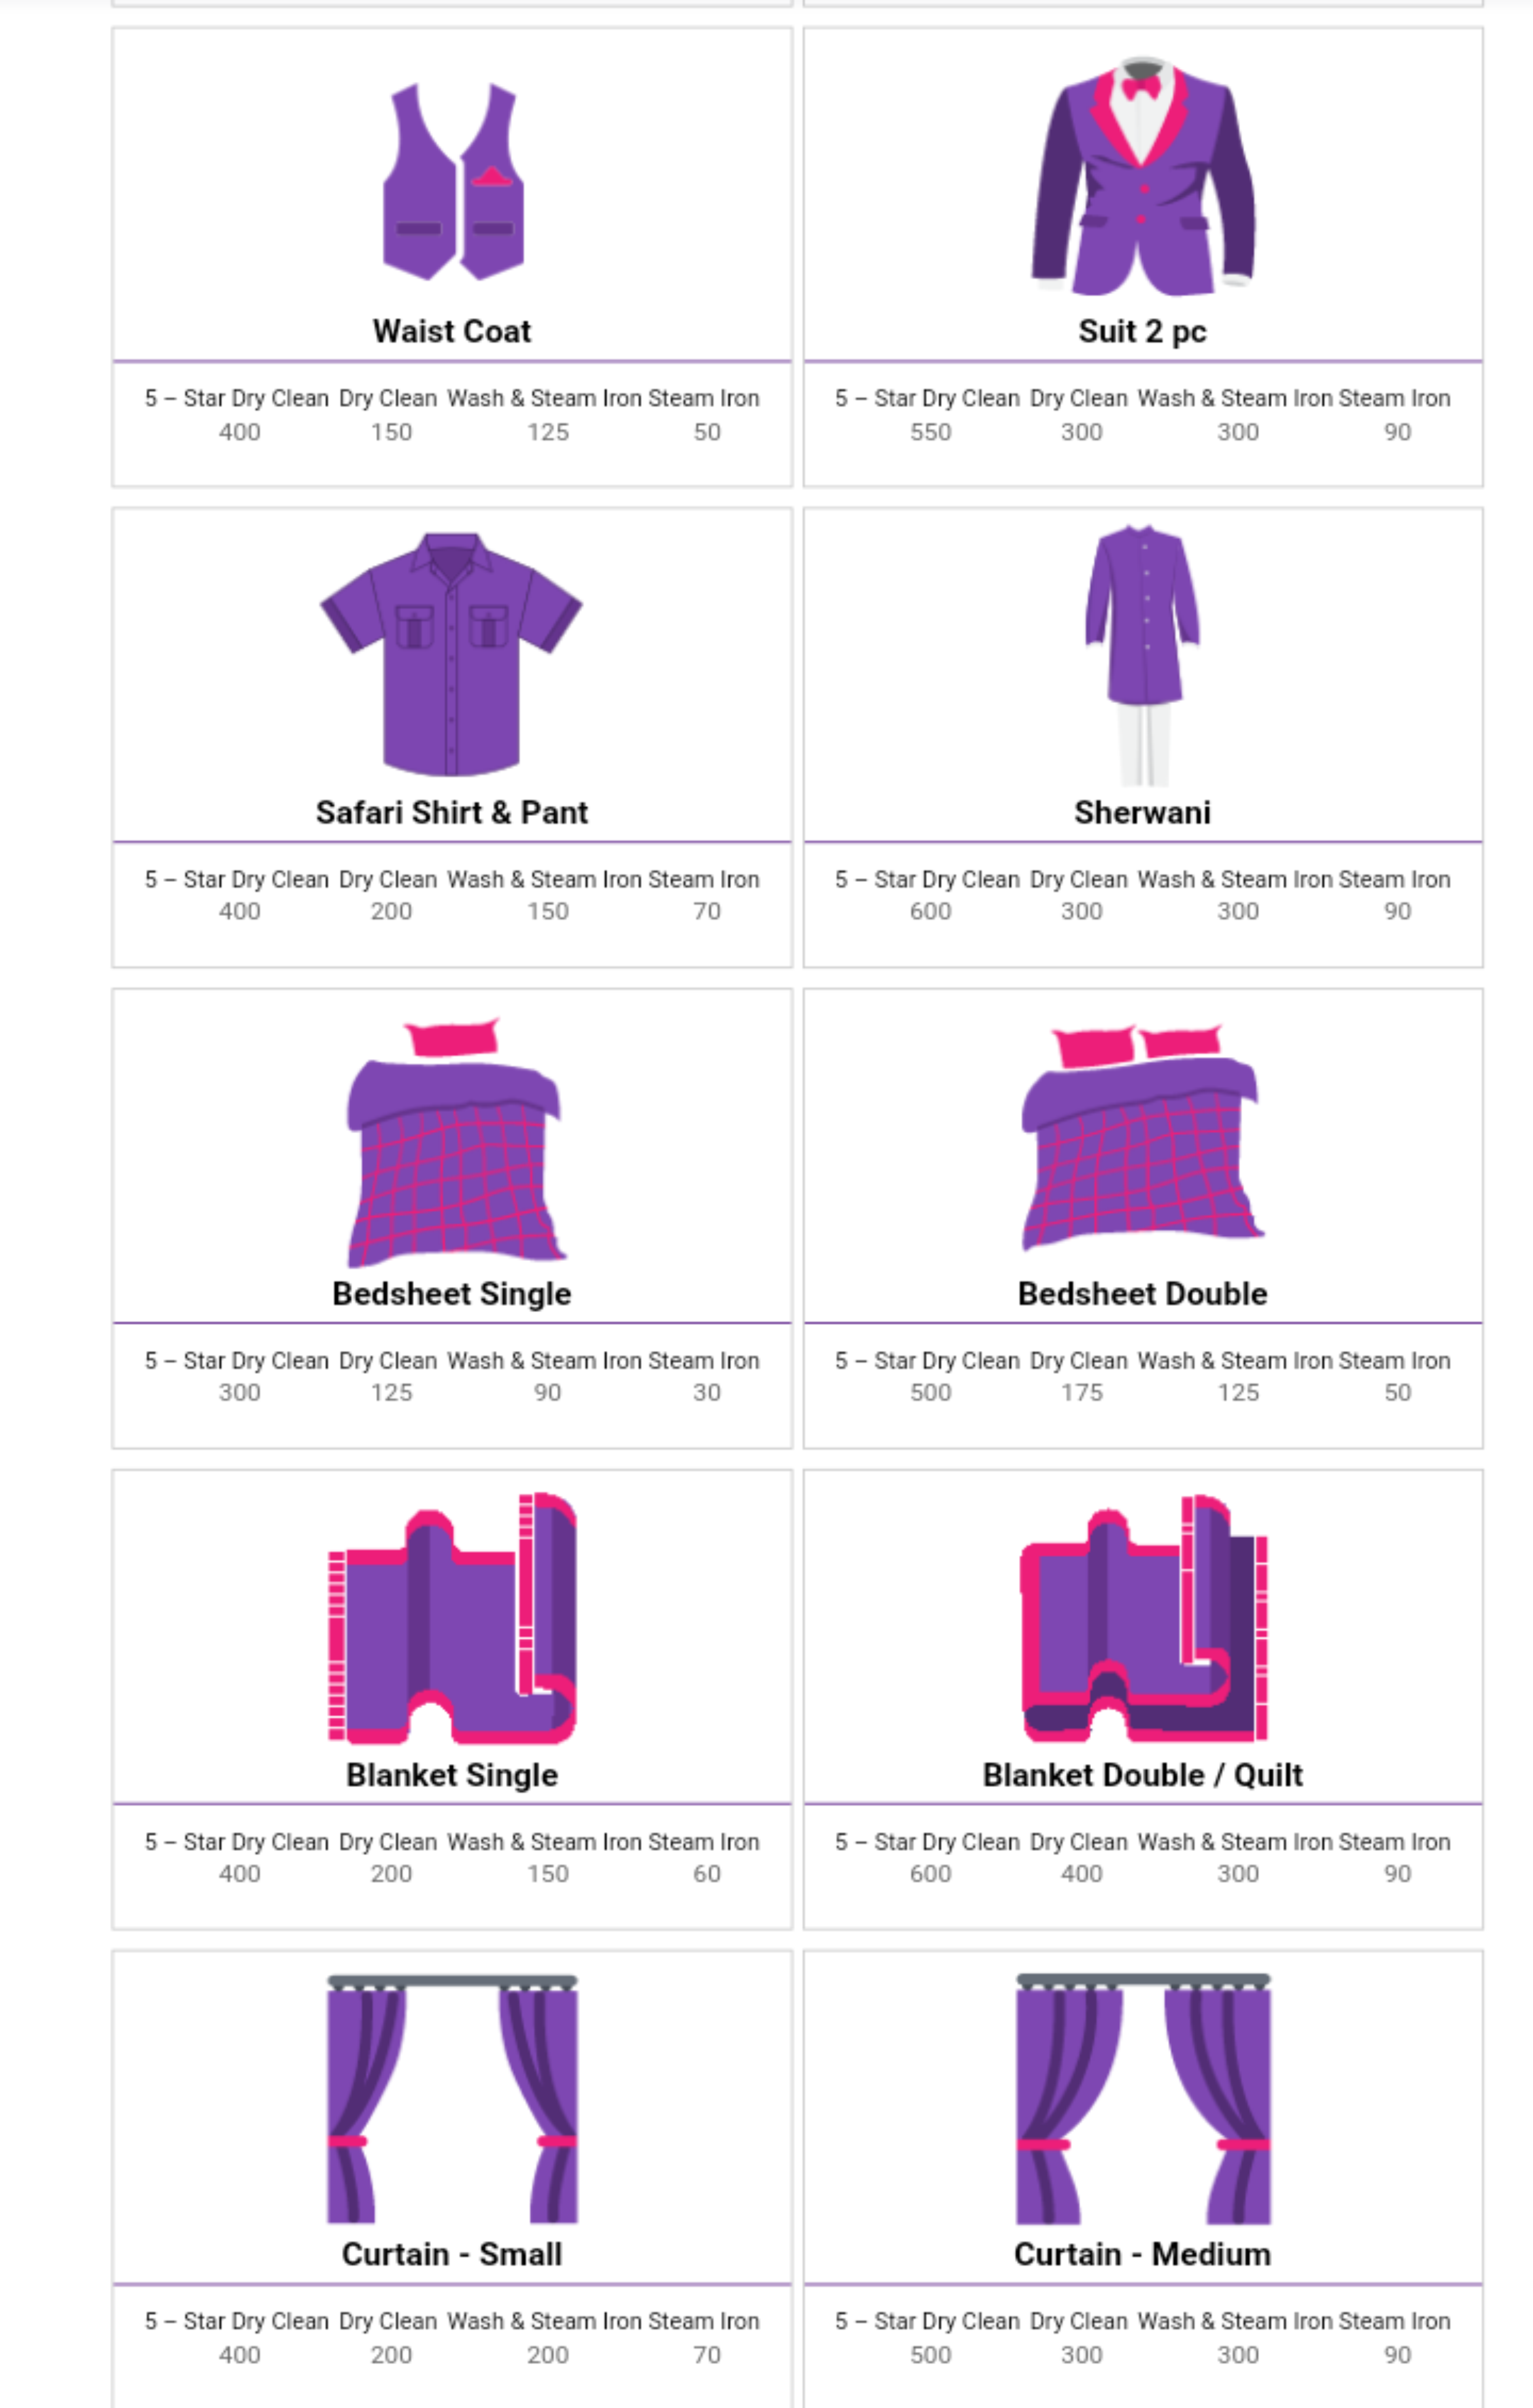 Waist Coat
5 – Star Dry Clean Dry Clean Wash & Steam Iron Steam Iron
400 150 125 50
Suit 2 pc
5 – Star Dry Clean Dry Clean Wash & Steam Iron Steam Iron
550 300 300 90
Safari Shirt & Pant
5 – Star Dry Clean Dry Clean Wash & Steam Iron Steam Iron
400 200 150 70
Sherwani
5 – Star Dry Clean Dry Clean Wash & Steam Iron Steam Iron
600 300 300 90
Bedsheet Single
5 – Star Dry Clean Dry Clean Wash & Steam Iron Steam Iron
300 125 90 30
Bedsheet Double
5 – Star Dry Clean Dry Clean Wash & Steam Iron Steam Iron
500 175 125 50
Blanket Single
5 – Star Dry Clean Dry Clean Wash & Steam Iron Steam Iron
400 200 150 60
Blanket Double / Quilt
5 – Star Dry Clean Dry Clean Wash & Steam Iron Steam Iron
600 400 300 90
Curtain - Small
5 – Star Dry Clean Dry Clean Wash & Steam Iron Steam Iron
400 200 200 70
Curtain - Medium
5 – Star Dry Clean Dry Clean Wash & Steam Iron Steam Iron
500 300 300 90